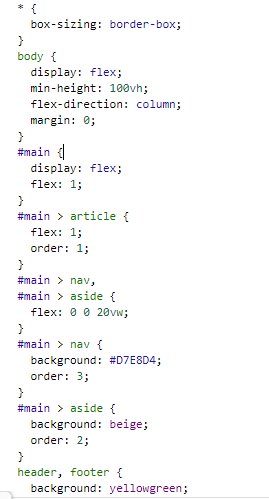 * {
box-sizing: border-box;
}
body {
display: flex;
min-height: 100vh;
flex-direction: column;
margin: 0;
}
#main {
display: flex;
flex: 1;
}
#main > article {
flex: 1;
order: 1;
}
#main > nav,
#main > aside {
flex: 0 0 20vw;
}
#main > nav {
background: #D7E8D4;
order: 3;
}
#main > aside {
background: beige;
order: 2;
}
header, footer {
background: yellowgreen;